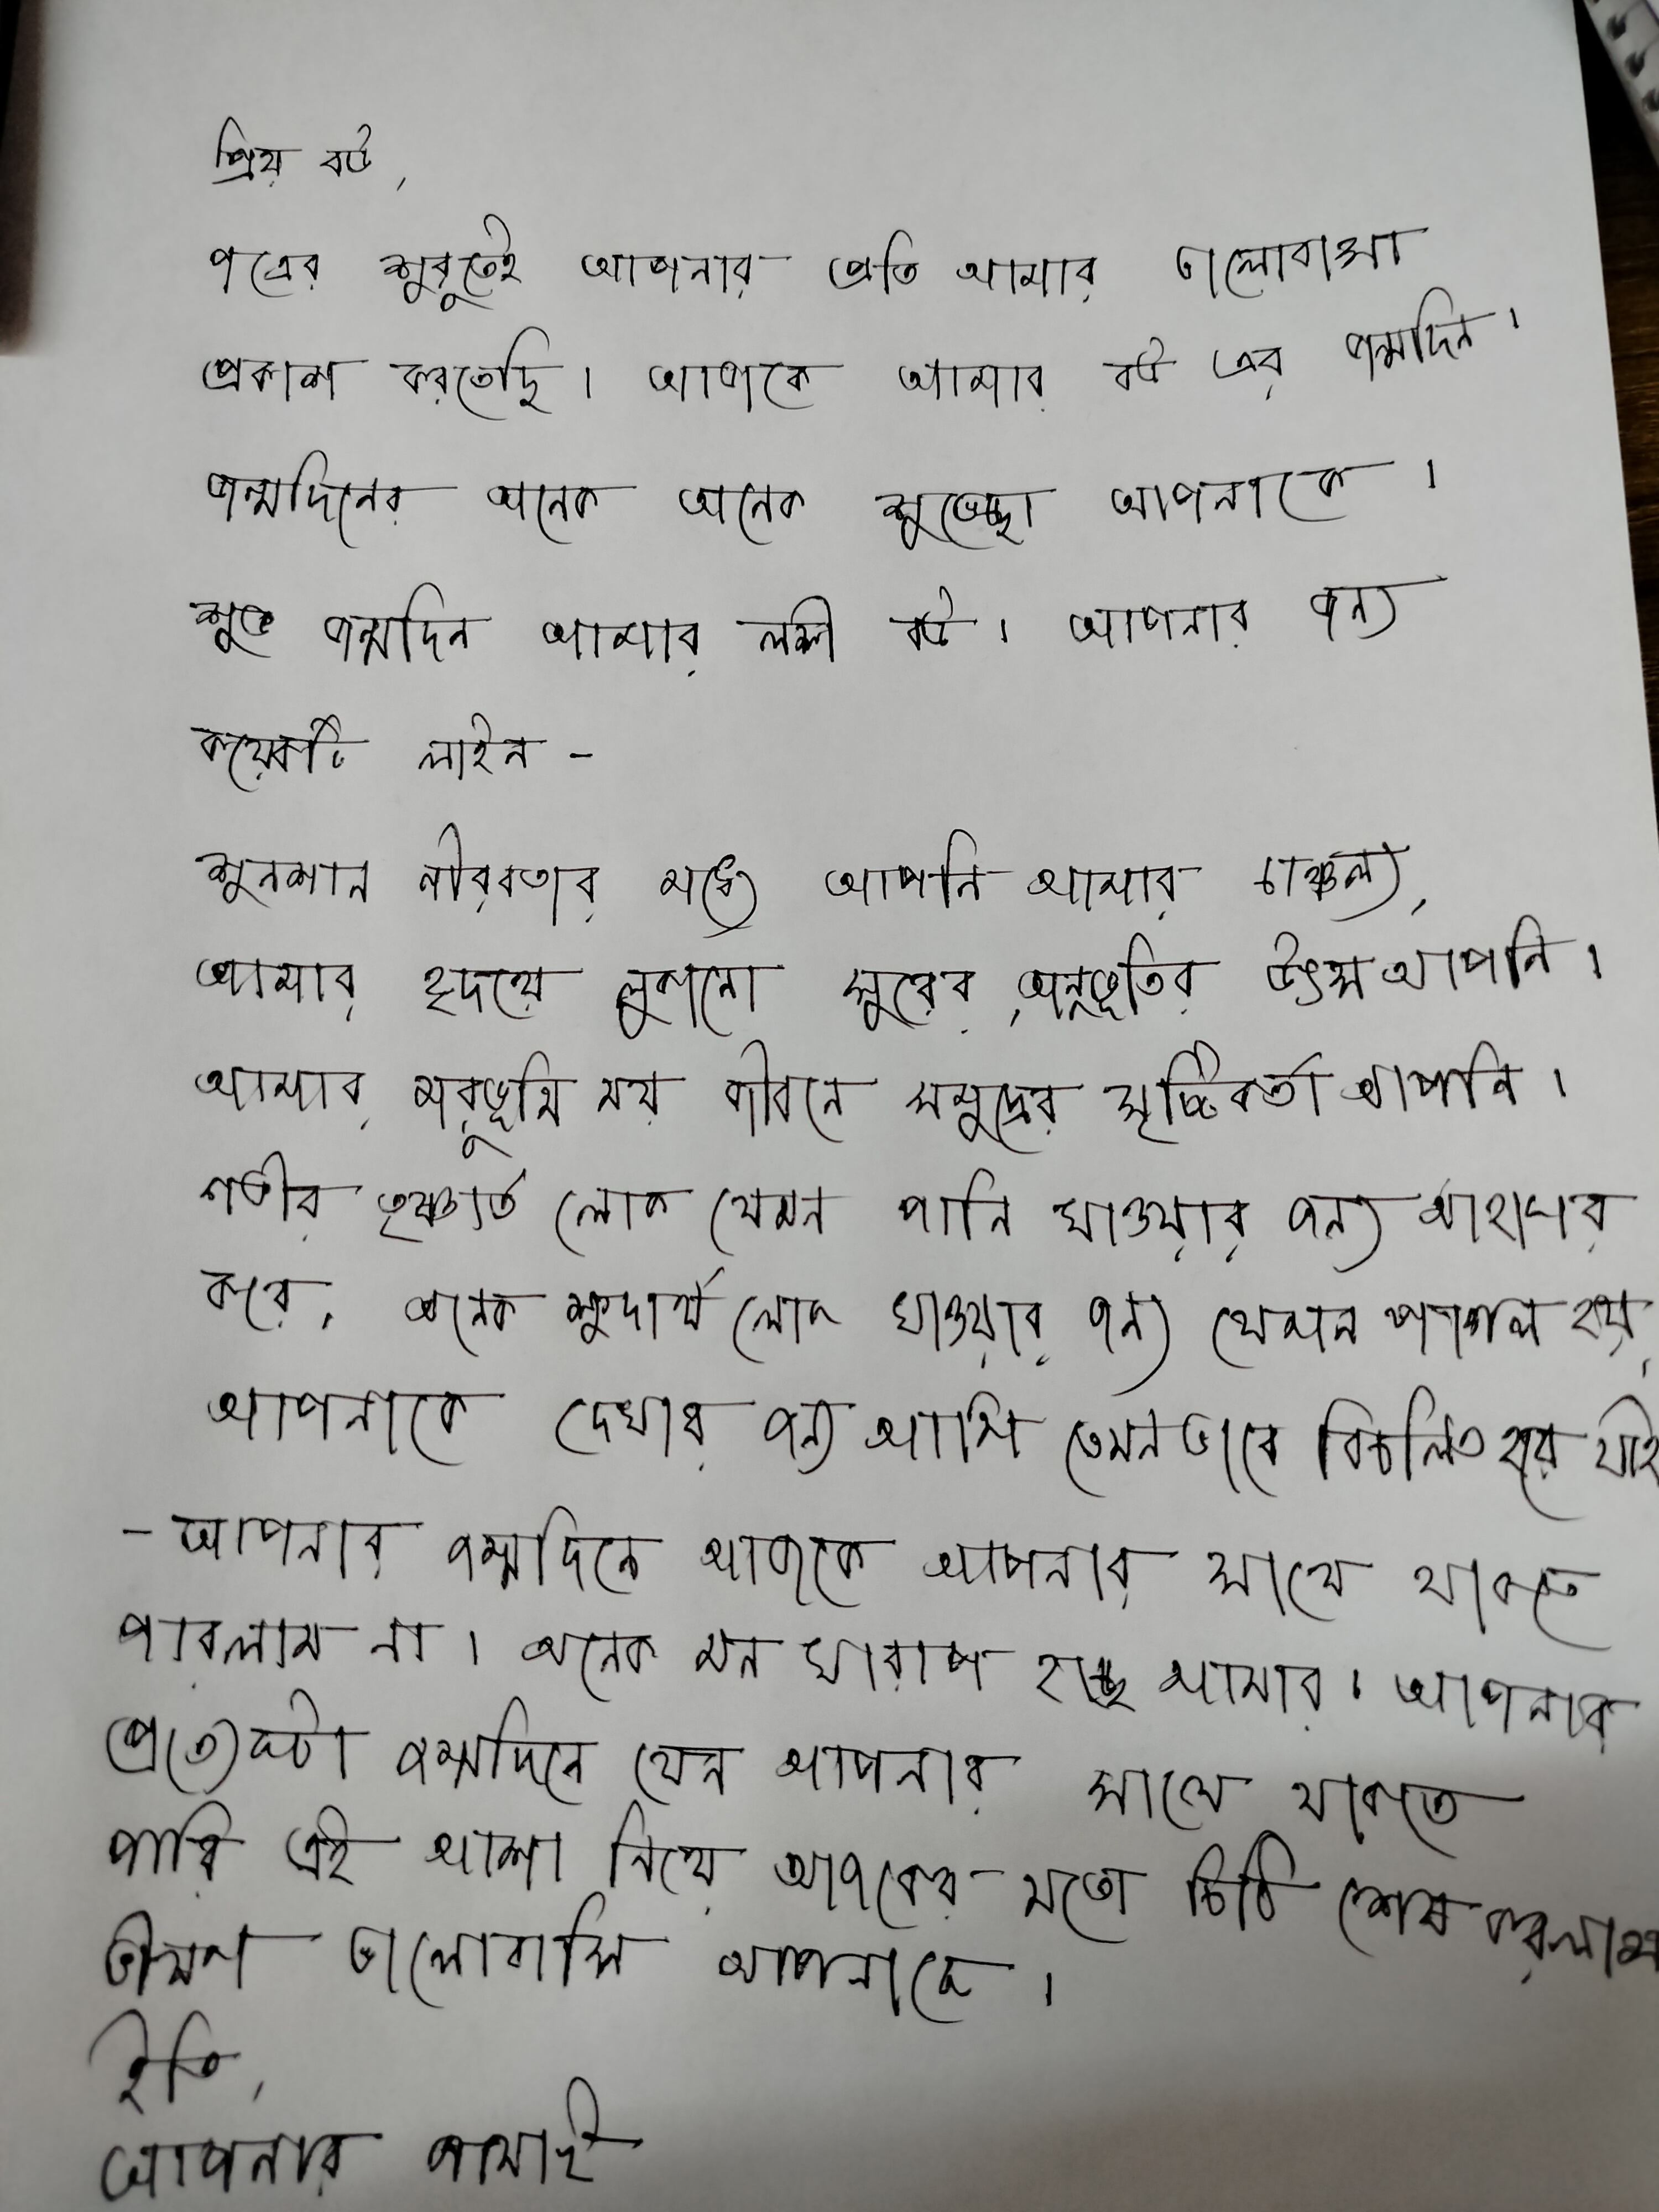 প্রিয় বউ,
পত্রের শুরুতেই আপনার প্রতি আমার ভালোবাসা
প্রকাশ করতেছি। আজকে আমার বউ এর জন্মদিন।
জন্মদিনের অনেক অনেক শুভেচ্ছা আপনাকে।
শুভ জন্মদিন আমার লক্ষী বউ। আপনার জন্য
কয়েকটি লাইন -
শুনশান নীরবতার মধ্যে আপনি আমার চাঞ্চল্য,
আমার হৃদয়ে লুকানো সুরের অনুভূতির উৎস আপনি।
আমার মরুভূমি ময় জীবনে সমুদ্রের সৃষ্টিকর্তা আপনি।
গভীর তৃষ্ণার্ত লোক যেমন পানি খাওয়ার জন্য হাহাকার
করে, অনেক ক্ষুদার্থ লোক খাওয়ার জন্য যেমন পাগল হয়,
আপনাকে দেখার জন্য আমি তেমনভাবে বিচলিত হয়ে যাই
- আপনার জন্মদিনে আজকে আপনার সাথে থাকতে
পারলাম না। অনেক মন খারাপ হচ্ছে আমার। আপনার
প্রত্যেকটা জন্মদিনে যেন আপনার সাথে থাকতে
পারি এই আশা নিয়ে আজকের মতো চিঠি শেষ করলাম
ভীষণ ভালোবাসি আপনাকে।
ইতি,
আপনার জামাই